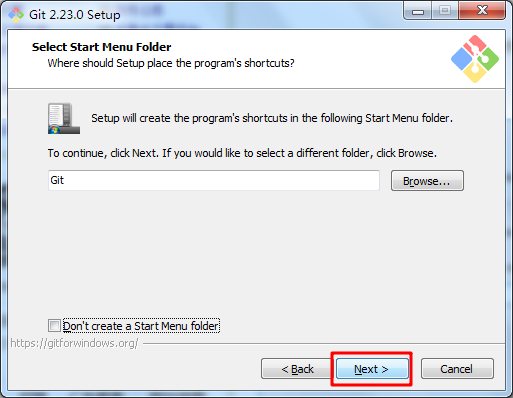 Git 2.23.0 Setup
Select Start Menu Folder
Where should Setup place the program's shortcuts?
Setup will create the program's shortcuts in the following Start Menu folder.
To continue, click Next. If you would like to select a different folder, click Browse.
Git
Browse...
Don't create a Start Menu folder
https://gitforwindows.org/
< Back
Next >
Cancel